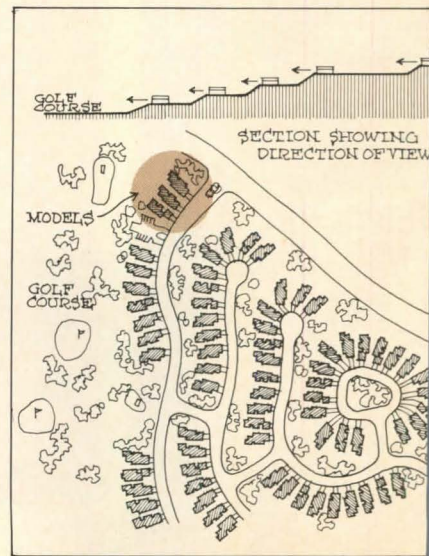 GOLF
COURSE
SECTION SHOWING
DIRECTION OF VIEW
MODELS
GOLF
COURSE